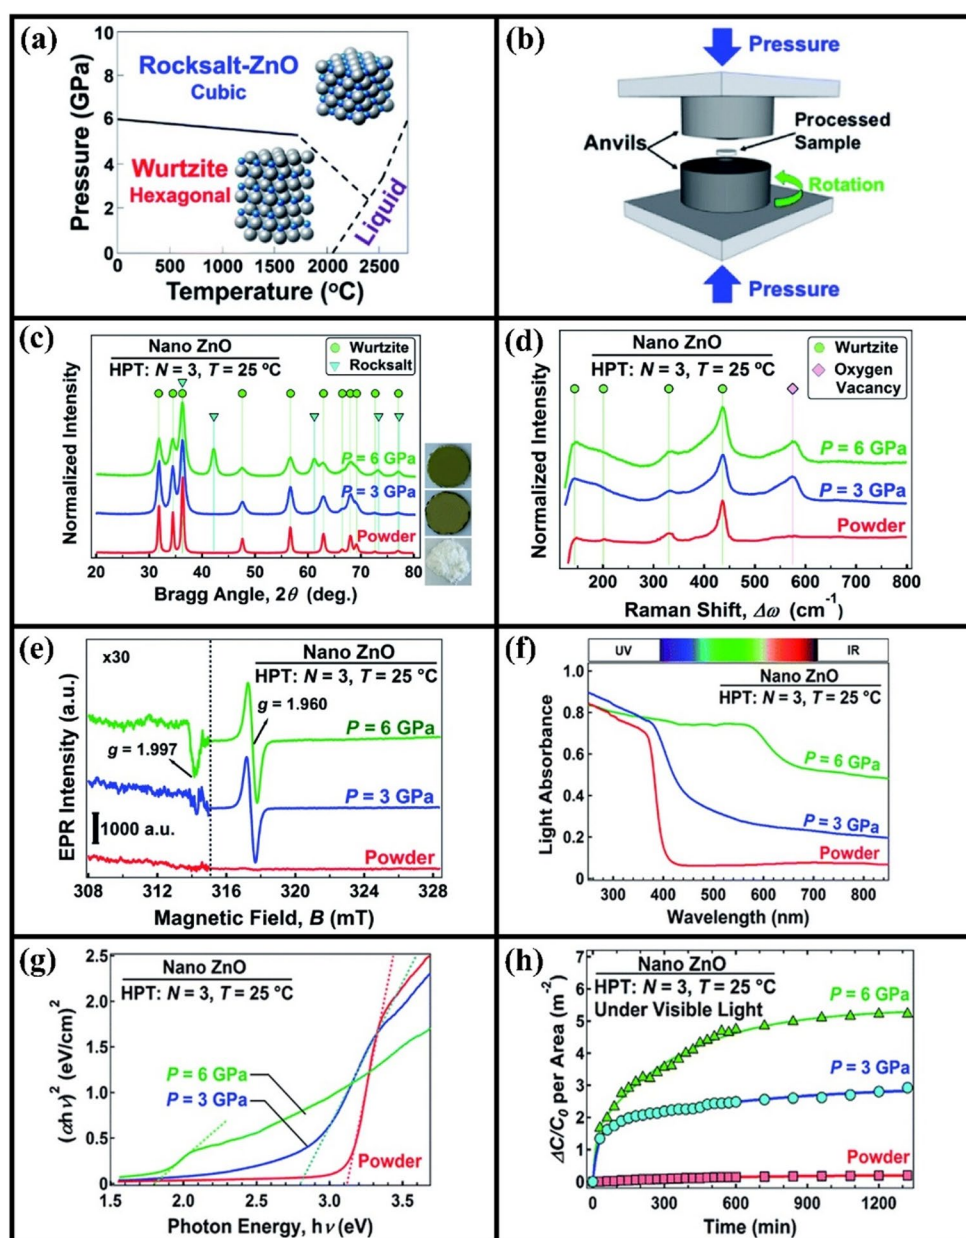 (a)
10
8
6
4
2
0
Pressure (GPa)
Rocksalt-ZnO
Cubic
Wurtzite
Hexagonal
Liquid
0 500 1000 1500 2000 2500
Temperature (°C)
(b)
Pressure
Anvils
Processed
Sample
Rotation
Pressure
(c)
Nano ZnO
HPT: N = 3, T = 25 °C
Wurtzite
Rocksalt
Normalized Intensity
P = 6 GPa
P = 3 GPa
Powder
20 30 40 50 60 70 80
Bragg Angle, 2θ (deg.)
(d)
Nano ZnO
HPT: N = 3, T = 25 °C
Wurtzite
Oxygen
Vacancy
Normalized Intensity
P = 6 GPa
P = 3 GPa
Powder
200 300 400 500 600 700 800
Raman Shift, Δω (cm⁻¹)
(e)
x30
Nano ZnO
HPT: N = 3, T = 25 °C
EPR Intensity (a.u.)
g = 1.960
P = 6 GPa
g = 1.997
P = 3 GPa
1000 a.u.
Powder
308 312 316 320 324 328
Magnetic Field, B (mT)
(f)
UV IR
Nano ZnO
HPT: N = 3, T = 25 °C
1.0
0.8
0.6
0.4
0.2
0
Light Absorbance
P = 6 GPa
P = 3 GPa
Powder
300 400 500 600 700 800
Wavelength (nm)
(g)
Nano ZnO
HPT: N = 3, T = 25 °C
2.5
2.0
1.5
1.0
0.5
0
(αhν)² (eV/cm)²
P = 6 GPa
P = 3 GPa
Powder
1.5 2.0 2.5 3.0 3.5
Photon Energy, hν (eV)
(h)
Nano ZnO
HPT: N = 3, T = 25 °C
Under Visible Light
7
6
5
4
3
2
1
0
ΔC/C₀ per Area (m⁻²)
P = 6 GPa
P = 3 GPa
Powder
0 300 600 900 1200
Time (min)